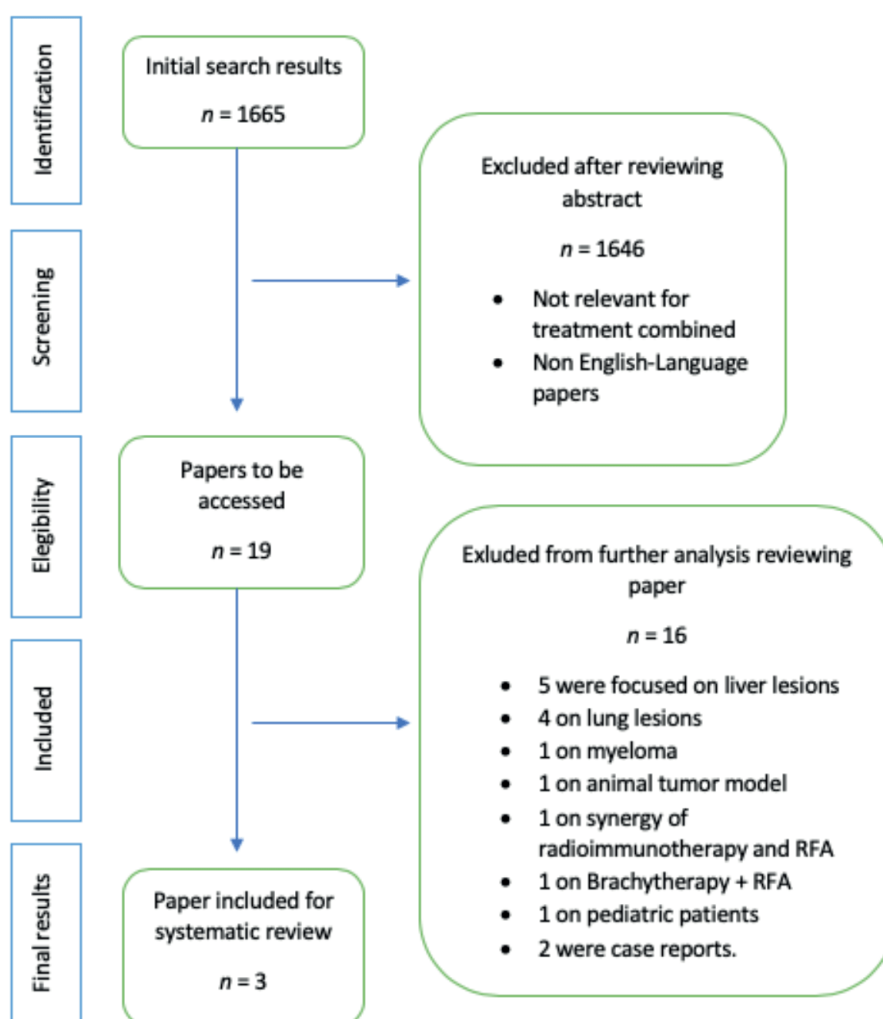 Identification
Initial search results
n = 1665
Excluded after reviewing
abstract
n = 1646
• Not relevant for
treatment combined
• Non English-Language
papers
Screening
Elegibility
Papers to be
accessed
n = 19
Exluded from further analysis reviewing
paper
n = 16
• 5 were focused on liver lesions
• 4 on lung lesions
• 1 on myeloma
• 1 on animal tumor model
• 1 on synergy of
radioimmunotherapy and RFA
• 1 on Brachytherapy + RFA
• 1 on pediatric patients
• 2 were case reports.
Included
Final results
Paper included for
systematic review
n = 3